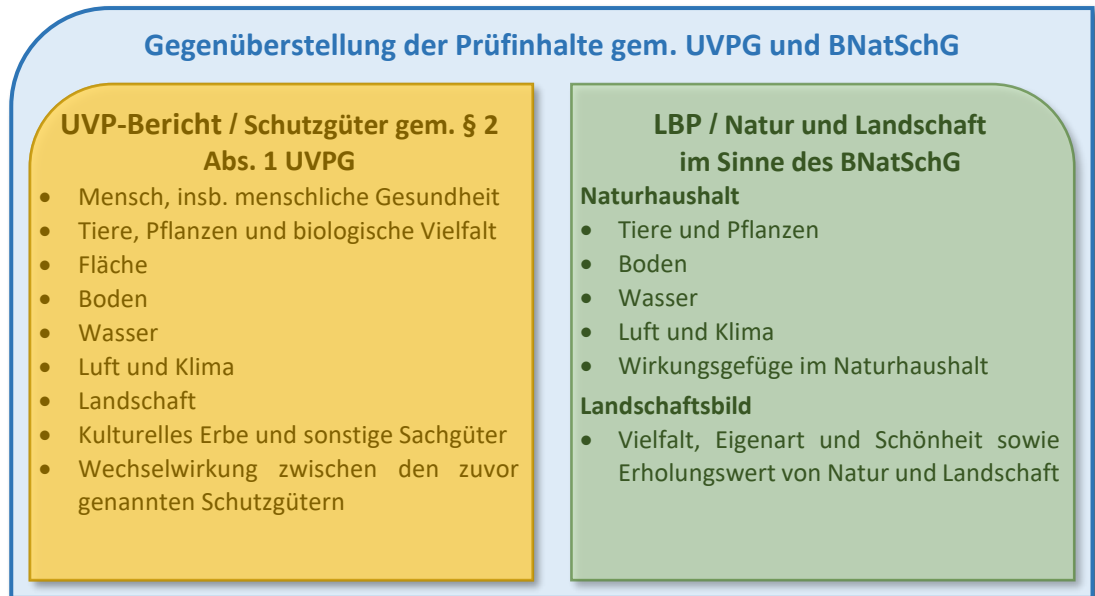 Gegenüberstellung der Prüfinhalte gem. UVPG und BNatSchG
UVP-Bericht / Schutzgüter gem. § 2
Abs. 1 UVPG
• Mensch, insb. menschliche Gesundheit
• Tiere, Pflanzen und biologische Vielfalt
• Fläche
• Boden
• Wasser
• Luft und Klima
• Landschaft
• Kulturelles Erbe und sonstige Sachgüter
• Wechselwirkung zwischen den zuvor
genannten Schutzgütern
LBP / Natur und Landschaft
im Sinne des BNatSchG
Naturhaushalt
• Tiere und Pflanzen
• Boden
• Wasser
• Luft und Klima
• Wirkungsgefüge im Naturhaushalt
Landschaftsbild
• Vielfalt, Eigenart und Schönheit sowie
Erholungswert von Natur und Landschaft